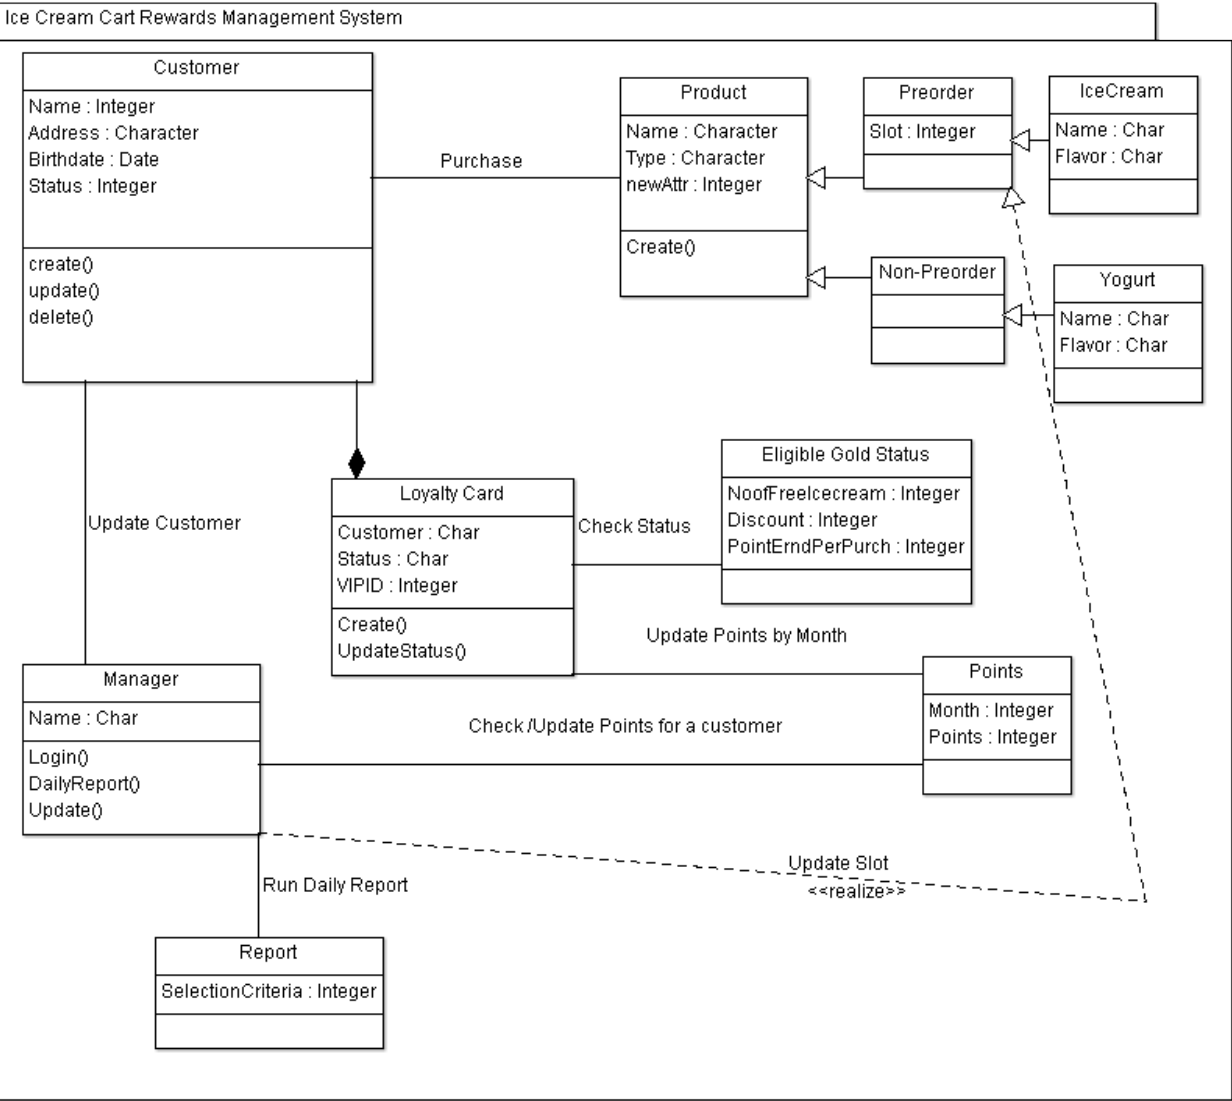 Ice Cream Cart Rewards Management System
Customer
Name : Integer
Address : Character
Birthdate : Date
Status : Integer
create()
update()
delete()
Purchase
Product
Name : Character
Type : Character
newAttr : Integer
Create()
Preorder
Slot : Integer
IceCream
Name : Char
Flavor : Char
Non-Preorder
Yogurt
Name : Char
Flavor : Char
Update Customer
Loyalty Card
Customer : Char
Status : Char
VIPID : Integer
Create()
UpdateStatus()
Check Status
Eligible Gold Status
NoofFreeIcecream : Integer
Discount : Integer
PointErndPerPurch : Integer
Update Points by Month
Points
Month : Integer
Points : Integer
Manager
Name : Char
Login()
DailyReport()
Update()
Check /Update Points for a customer
Update Slot
<<realize>>
Run Daily Report
Report
SelectionCriteria : Integer